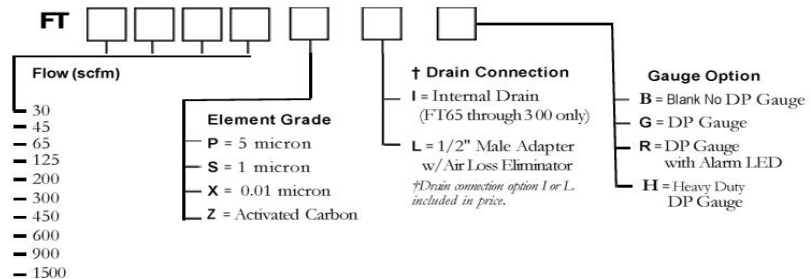 FT
Flow (scfm)
30
45
65
125
200
300
450
600
900
1500
Element Grade
P = 5 micron
S = 1 micron
X = 0.01 micron
Z = Activated Carbon
† Drain Connection
I = Internal Drain
(FT65 through 300 only)
L = 1/2" Male Adapter
w/Air Loss Eliminator
†Drain connection option I or L
included in price.
Gauge Option
B = Blank No DP Gauge
G = DP Gauge
R = DP Gauge
with Alarm LED
H = Heavy Duty
DP Gauge